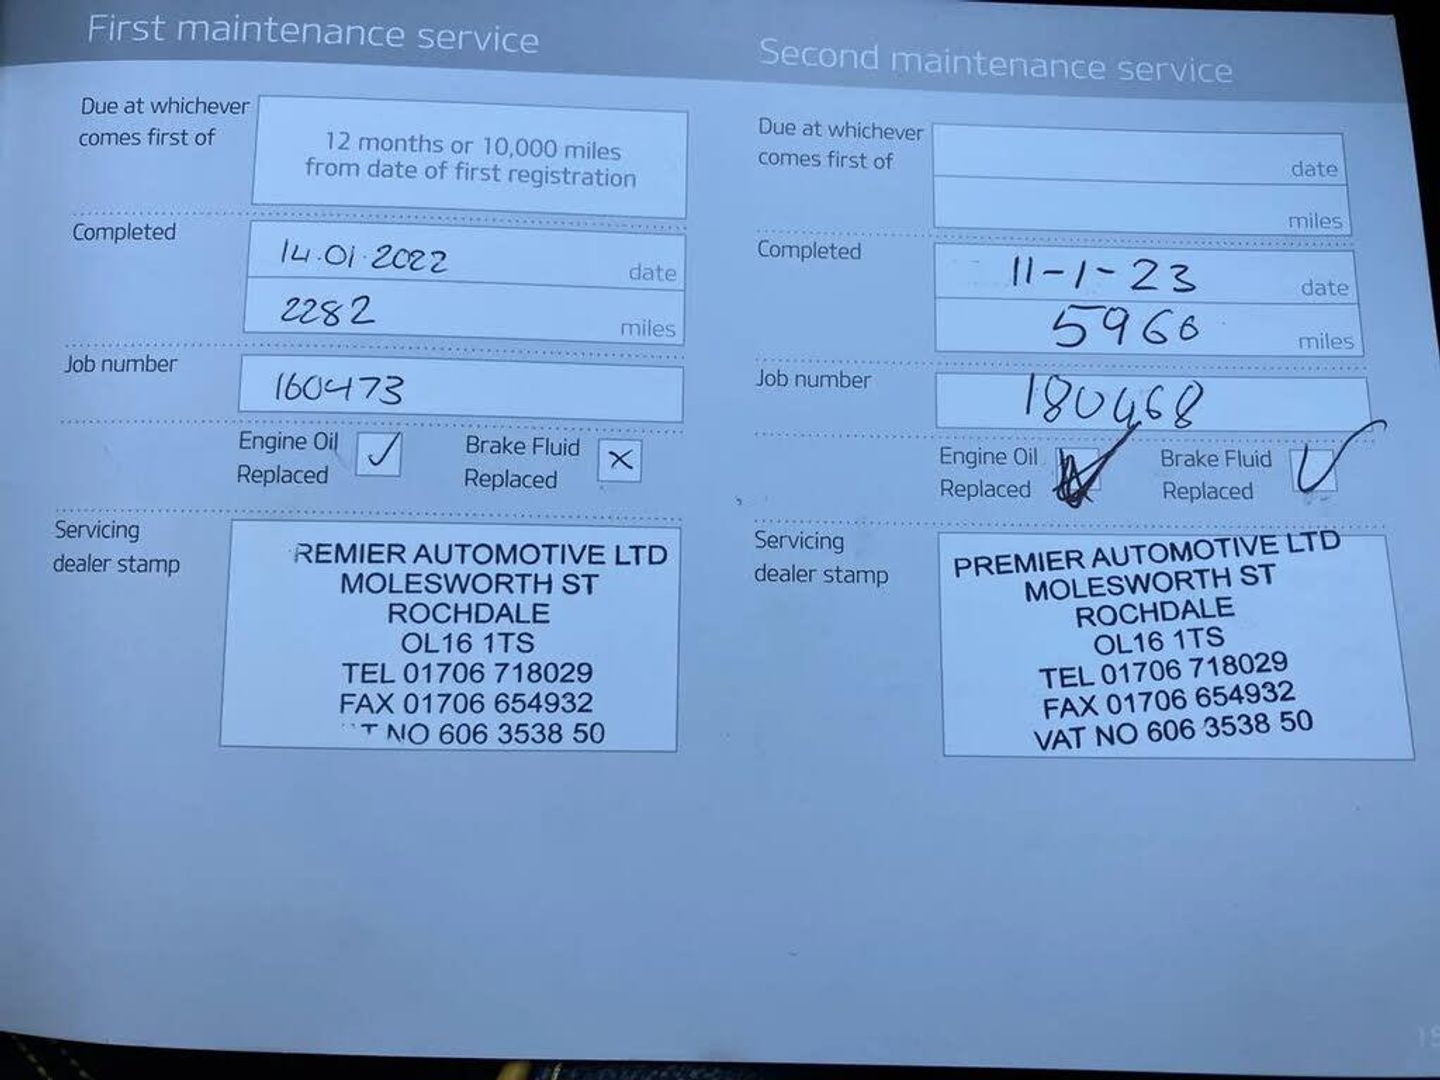 First maintenance service
Due at whichever
comes first of
12 months or 10,000 miles
from date of first registration
Completed
14.01.2022
date
2282
miles
Job number
160473
Engine Oil
Replaced
Brake Fluid
Replaced
Servicing
dealer stamp
REMIER AUTOMOTIVE LTD
MOLESWORTH ST
ROCHDALE
OL16 1TS
TEL 01706 718029
FAX 01706 654932
T NO 606 3538 50
Second maintenance service
Due at whichever
comes first of
date
miles
Completed
11-1-23
date
5960
miles
Job number
180468
Engine Oil
Replaced
Brake Fluid
Replaced
Servicing
dealer stamp
PREMIER AUTOMOTIVE LTD
MOLESWORTH ST
ROCHDALE
OL16 1TS
TEL 01706 718029
FAX 01706 654932
VAT NO 606 3538 50